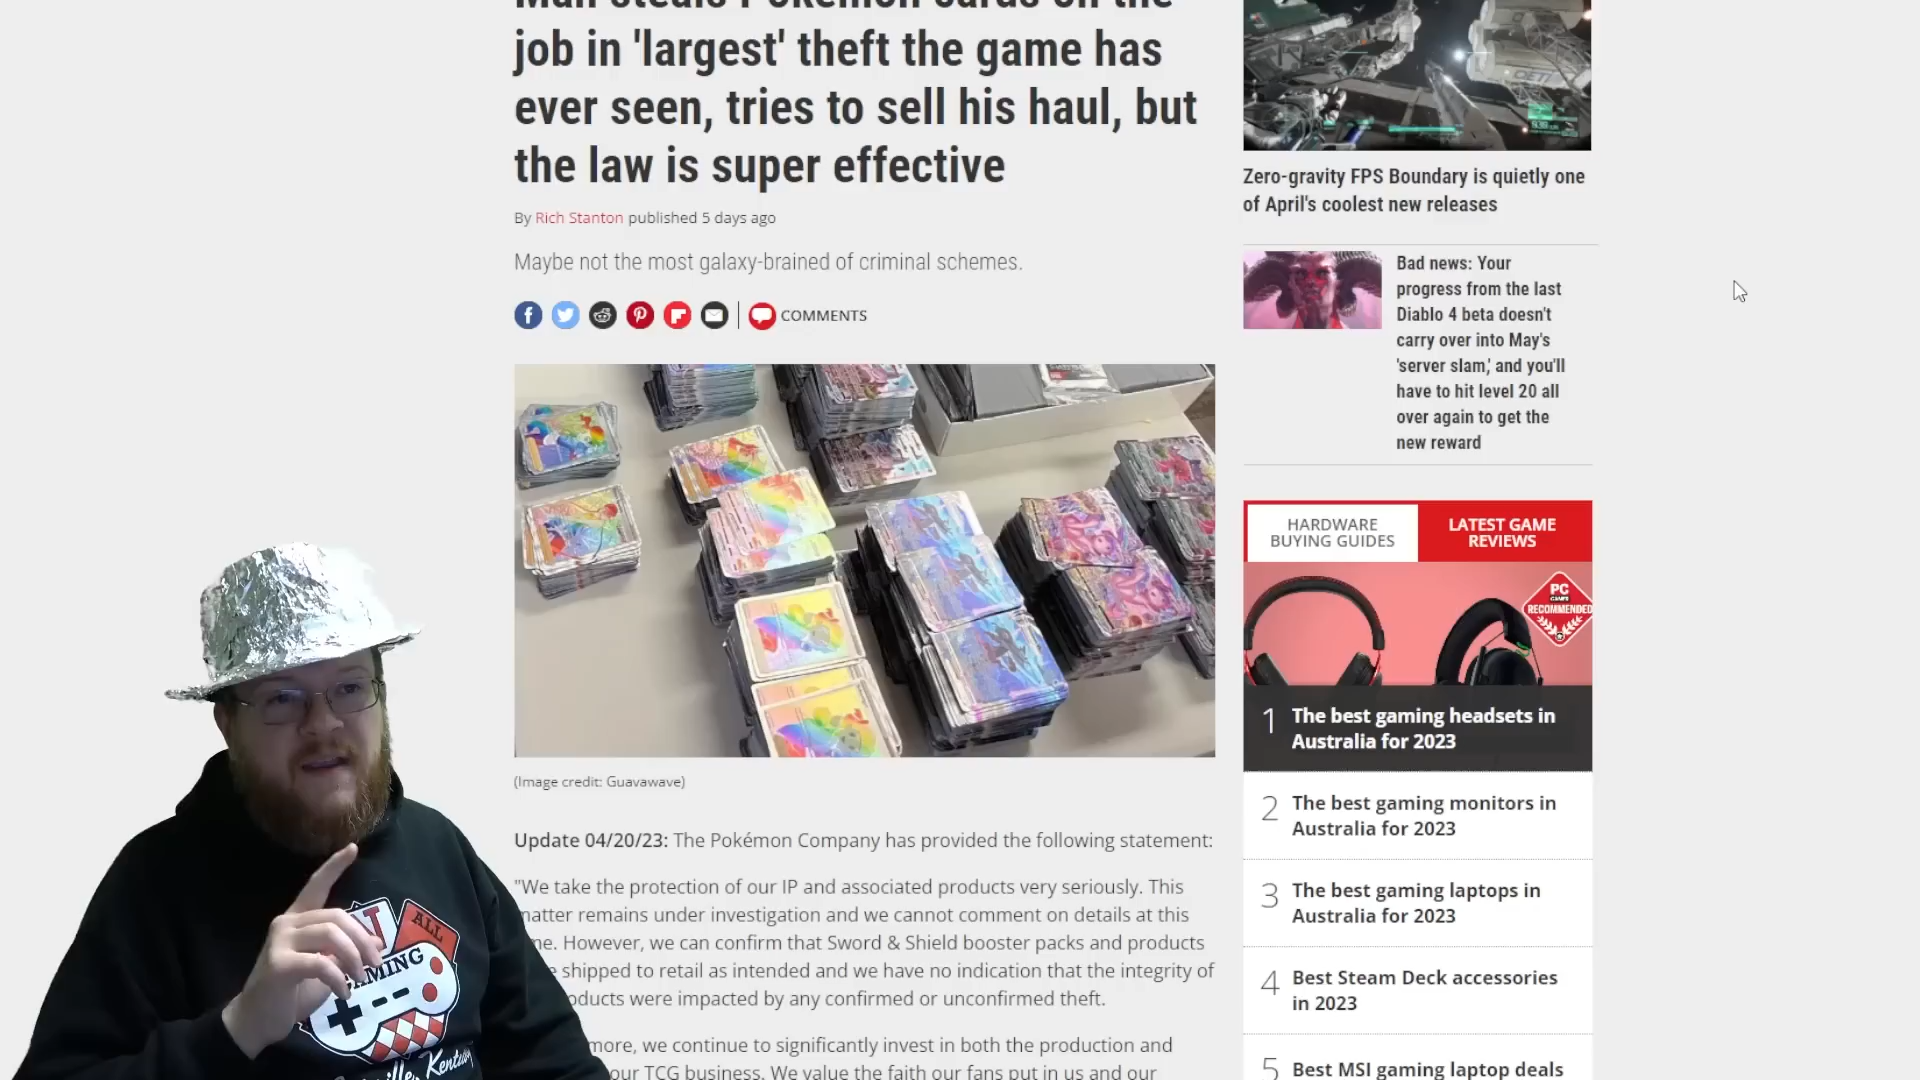 Man steals Pokémon cards on the
job in 'largest' theft the game has
ever seen, tries to sell his haul, but
the law is super effective
By Rich Stanton published 5 days ago
Maybe not the most galaxy-brained of criminal schemes.
COMMENTS
(Image credit: Guavawave)
Update 04/20/23: The Pokémon Company has provided the following statement:
"We take the protection of our IP and associated products very seriously. This
matter remains under investigation and we cannot comment on details at this
ne. However, we can confirm that Sword & Shield booster packs and products
e shipped to retail as intended and we have no indication that the integrity of
oducts were impacted by any confirmed or unconfirmed theft.
more, we continue to significantly invest in both the production and
our TCG business. We value the faith our fans put in us and our
ALL
GAMING
Kentucky
Zero-gravity FPS Boundary is quietly one
of April's coolest new releases
Bad news: Your
progress from the last
Diablo 4 beta doesn't
carry over into May's
'server slam,' and you'll
have to hit level 20 all
over again to get the
new reward
HARDWARE
BUYING GUIDES
LATEST GAME
REVIEWS
PC
GAMER
RECOMMENDED
1 The best gaming headsets in
Australia for 2023
2 The best gaming monitors in
Australia for 2023
3 The best gaming laptops in
Australia for 2023
4 Best Steam Deck accessories
in 2023
5 Best MSI gaming laptop deals